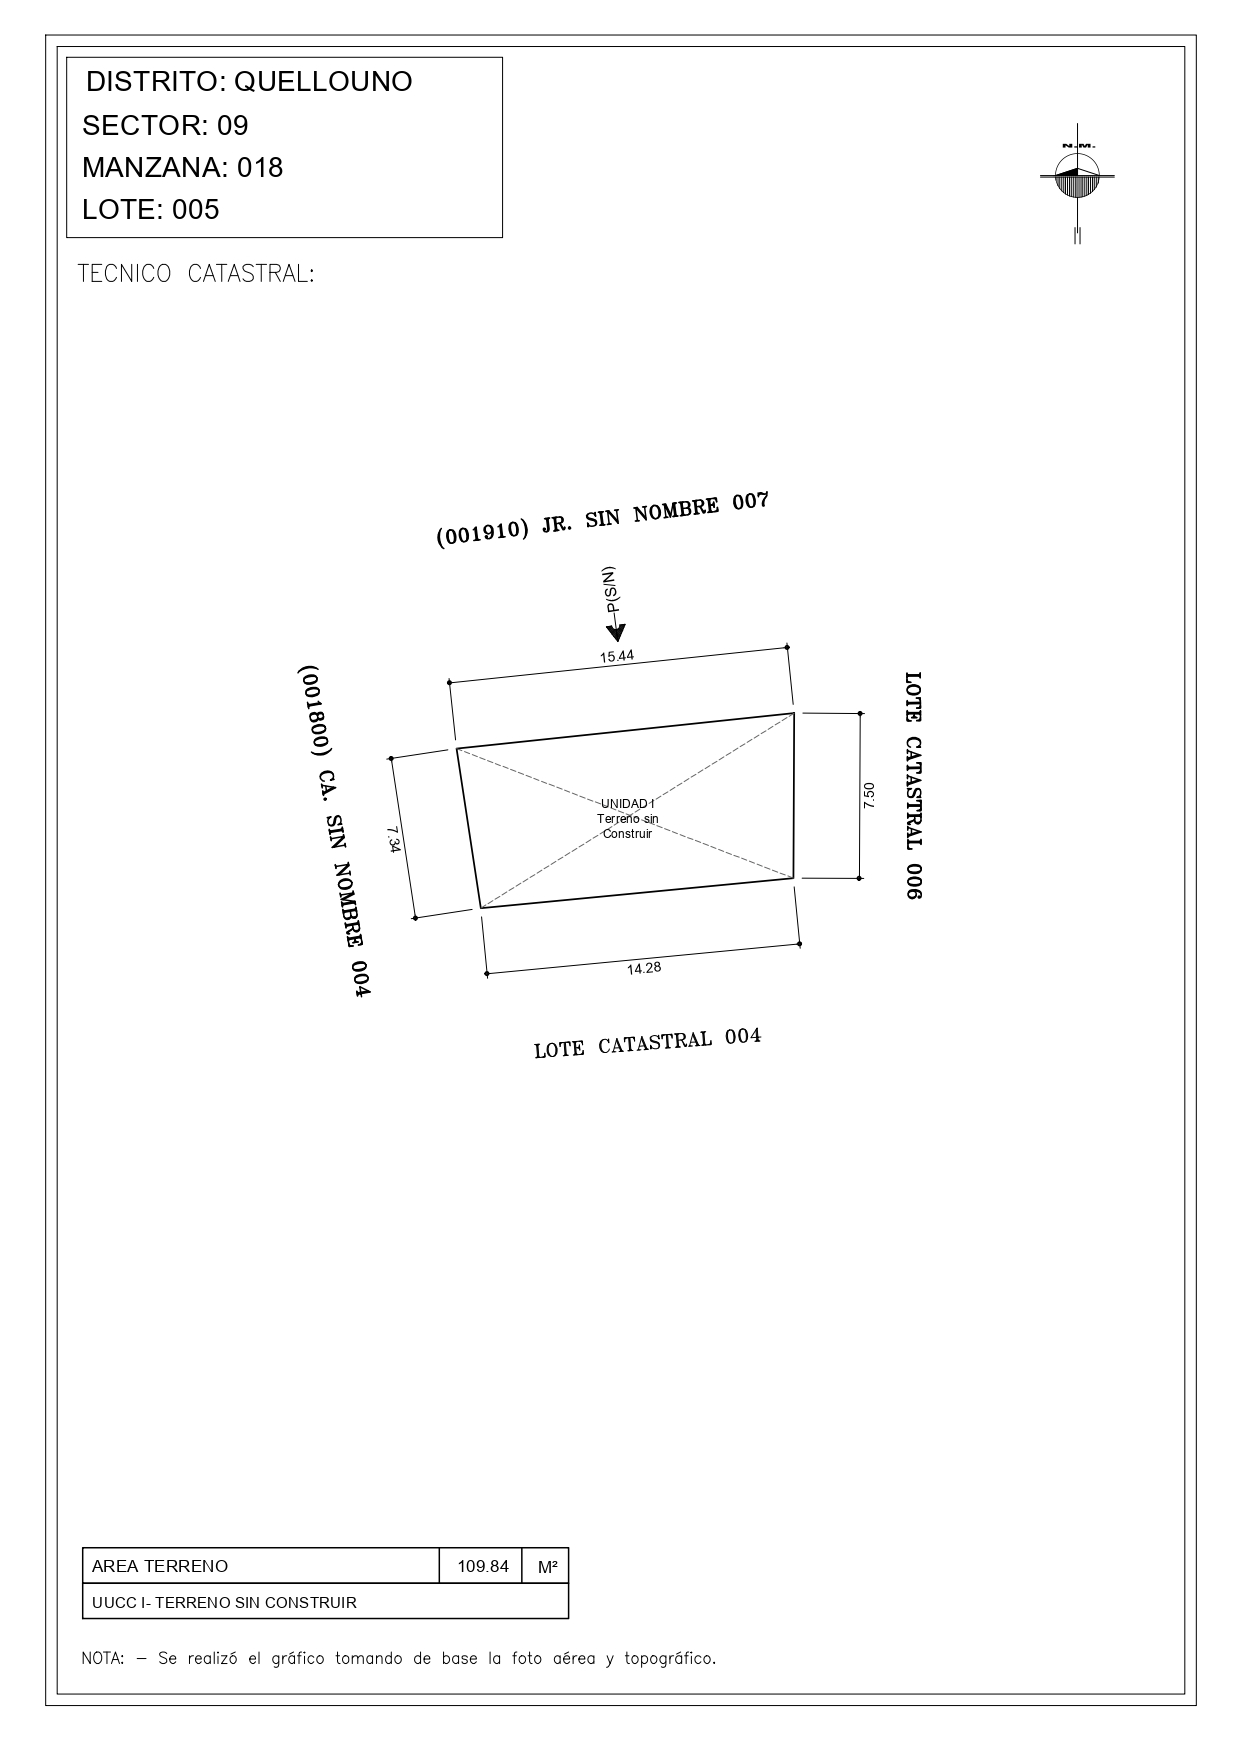 DISTRITO: QUELLOUNO
SECTOR: 09
MANZANA: 018
LOTE: 005
N.M.
TECNICO CATASTRAL:
(001910) JR. SIN NOMBRE 007
P(S/N)
15.44
(001800) CA. SIN NOMBRE 004
7.34
UNIDAD I
Terreno sin
Construir
7.50
LOTE CATASTRAL 006
14.28
LOTE CATASTRAL 004
AREA TERRENO 109.84 M²
UUCC I- TERRENO SIN CONSTRUIR
NOTA: - Se realizó el gráfico tomando de base la foto aérea y topográfico.